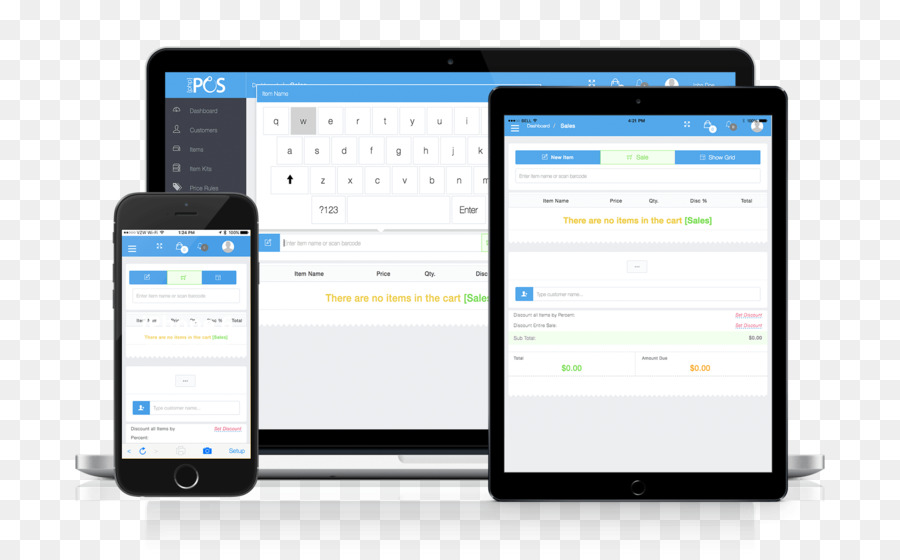 PHP
POS
Item Name
Dashboard
Customers
Items
Item Kits
Price Rules
q w e r t y u i
a s d f g h j k
z x c v b n m
?123
Enter
Enter item name or scan barcode
Item Name Price Qty. Disc
There are no items in the cart [Sales
VZW Wi-Fi 1:34 PM 100%
Enter item name or scan barcode
Disc % Total
There are no items in the cart [Sales]
Type customer name...
Discount all Items by
Percent:
Set Discount
Setup
BELL 4:21 PM 100%
Dashboard / Sales
New Item Sale Show Grid
Enter item name or scan barcode
Item Name Price Qty. Disc % Total
There are no items in the cart [Sales]
Type customer name...
Discount all Items by Percent: Set Discount
Discount Entire Sale: Set Discount
Sub Total: $0.00
Total Amount Due
$0.00 $0.00